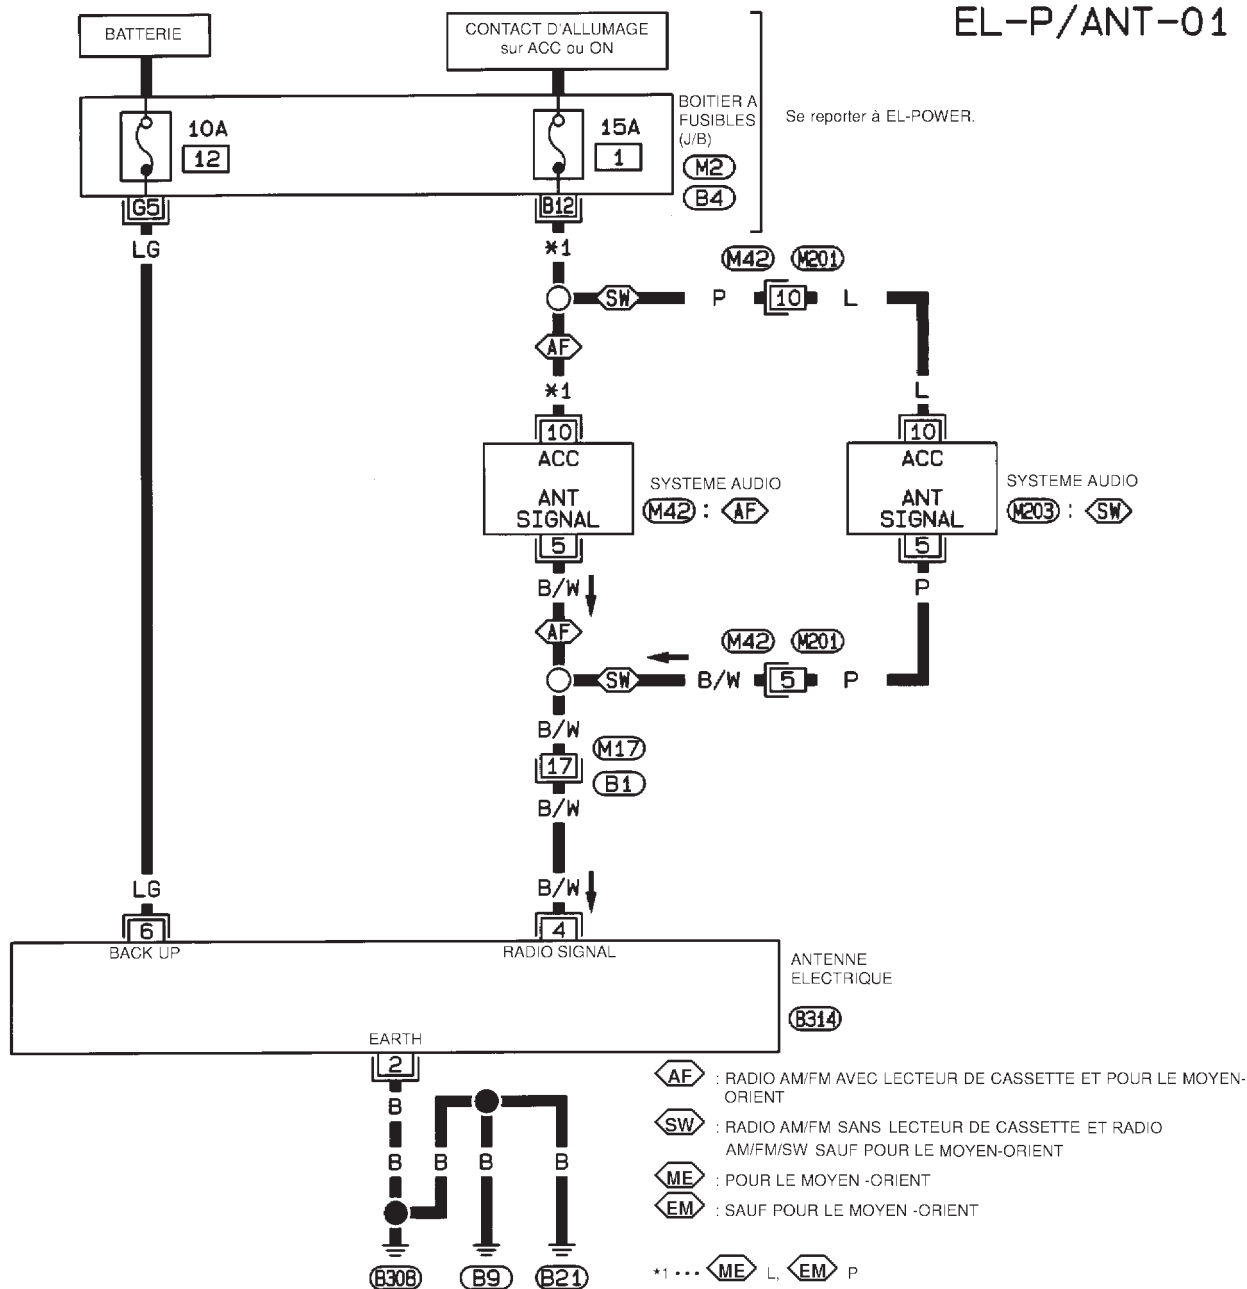 EL-P/ANT-01
BATTERIE
CONTACT D'ALLUMAGE
sur ACC ou ON
10A
12
15A
1
BOITIER A
FUSIBLES
(J/B)
M2
B4
Se reporter à EL-POWER.
G5
B12
LG
*1
M42 M201
SW P 10 L
AF
*1
L
10
10
ACC
ACC
ANT
SIGNAL
ANT
SIGNAL
SYSTEME AUDIO
M42 : AF
SYSTEME AUDIO
M203 : SW
5
5
B/W
P
AF
M42 M201
SW B/W 5 P
B/W
17
M17
B1
B/W
LG
B/W
6
4
BACK UP
RADIO SIGNAL
ANTENNE
ELECTRIQUE
B314
EARTH
2
B
B B B B
B308 B9 B21
AF : RADIO AM/FM AVEC LECTEUR DE CASSETTE ET POUR LE MOYEN-
ORIENT
SW : RADIO AM/FM SANS LECTEUR DE CASSETTE ET RADIO
AM/FM/SW SAUF POUR LE MOYEN-ORIENT
ME : POUR LE MOYEN -ORIENT
EM : SAUF POUR LE MOYEN -ORIENT
*1 ••• ME L, EM P